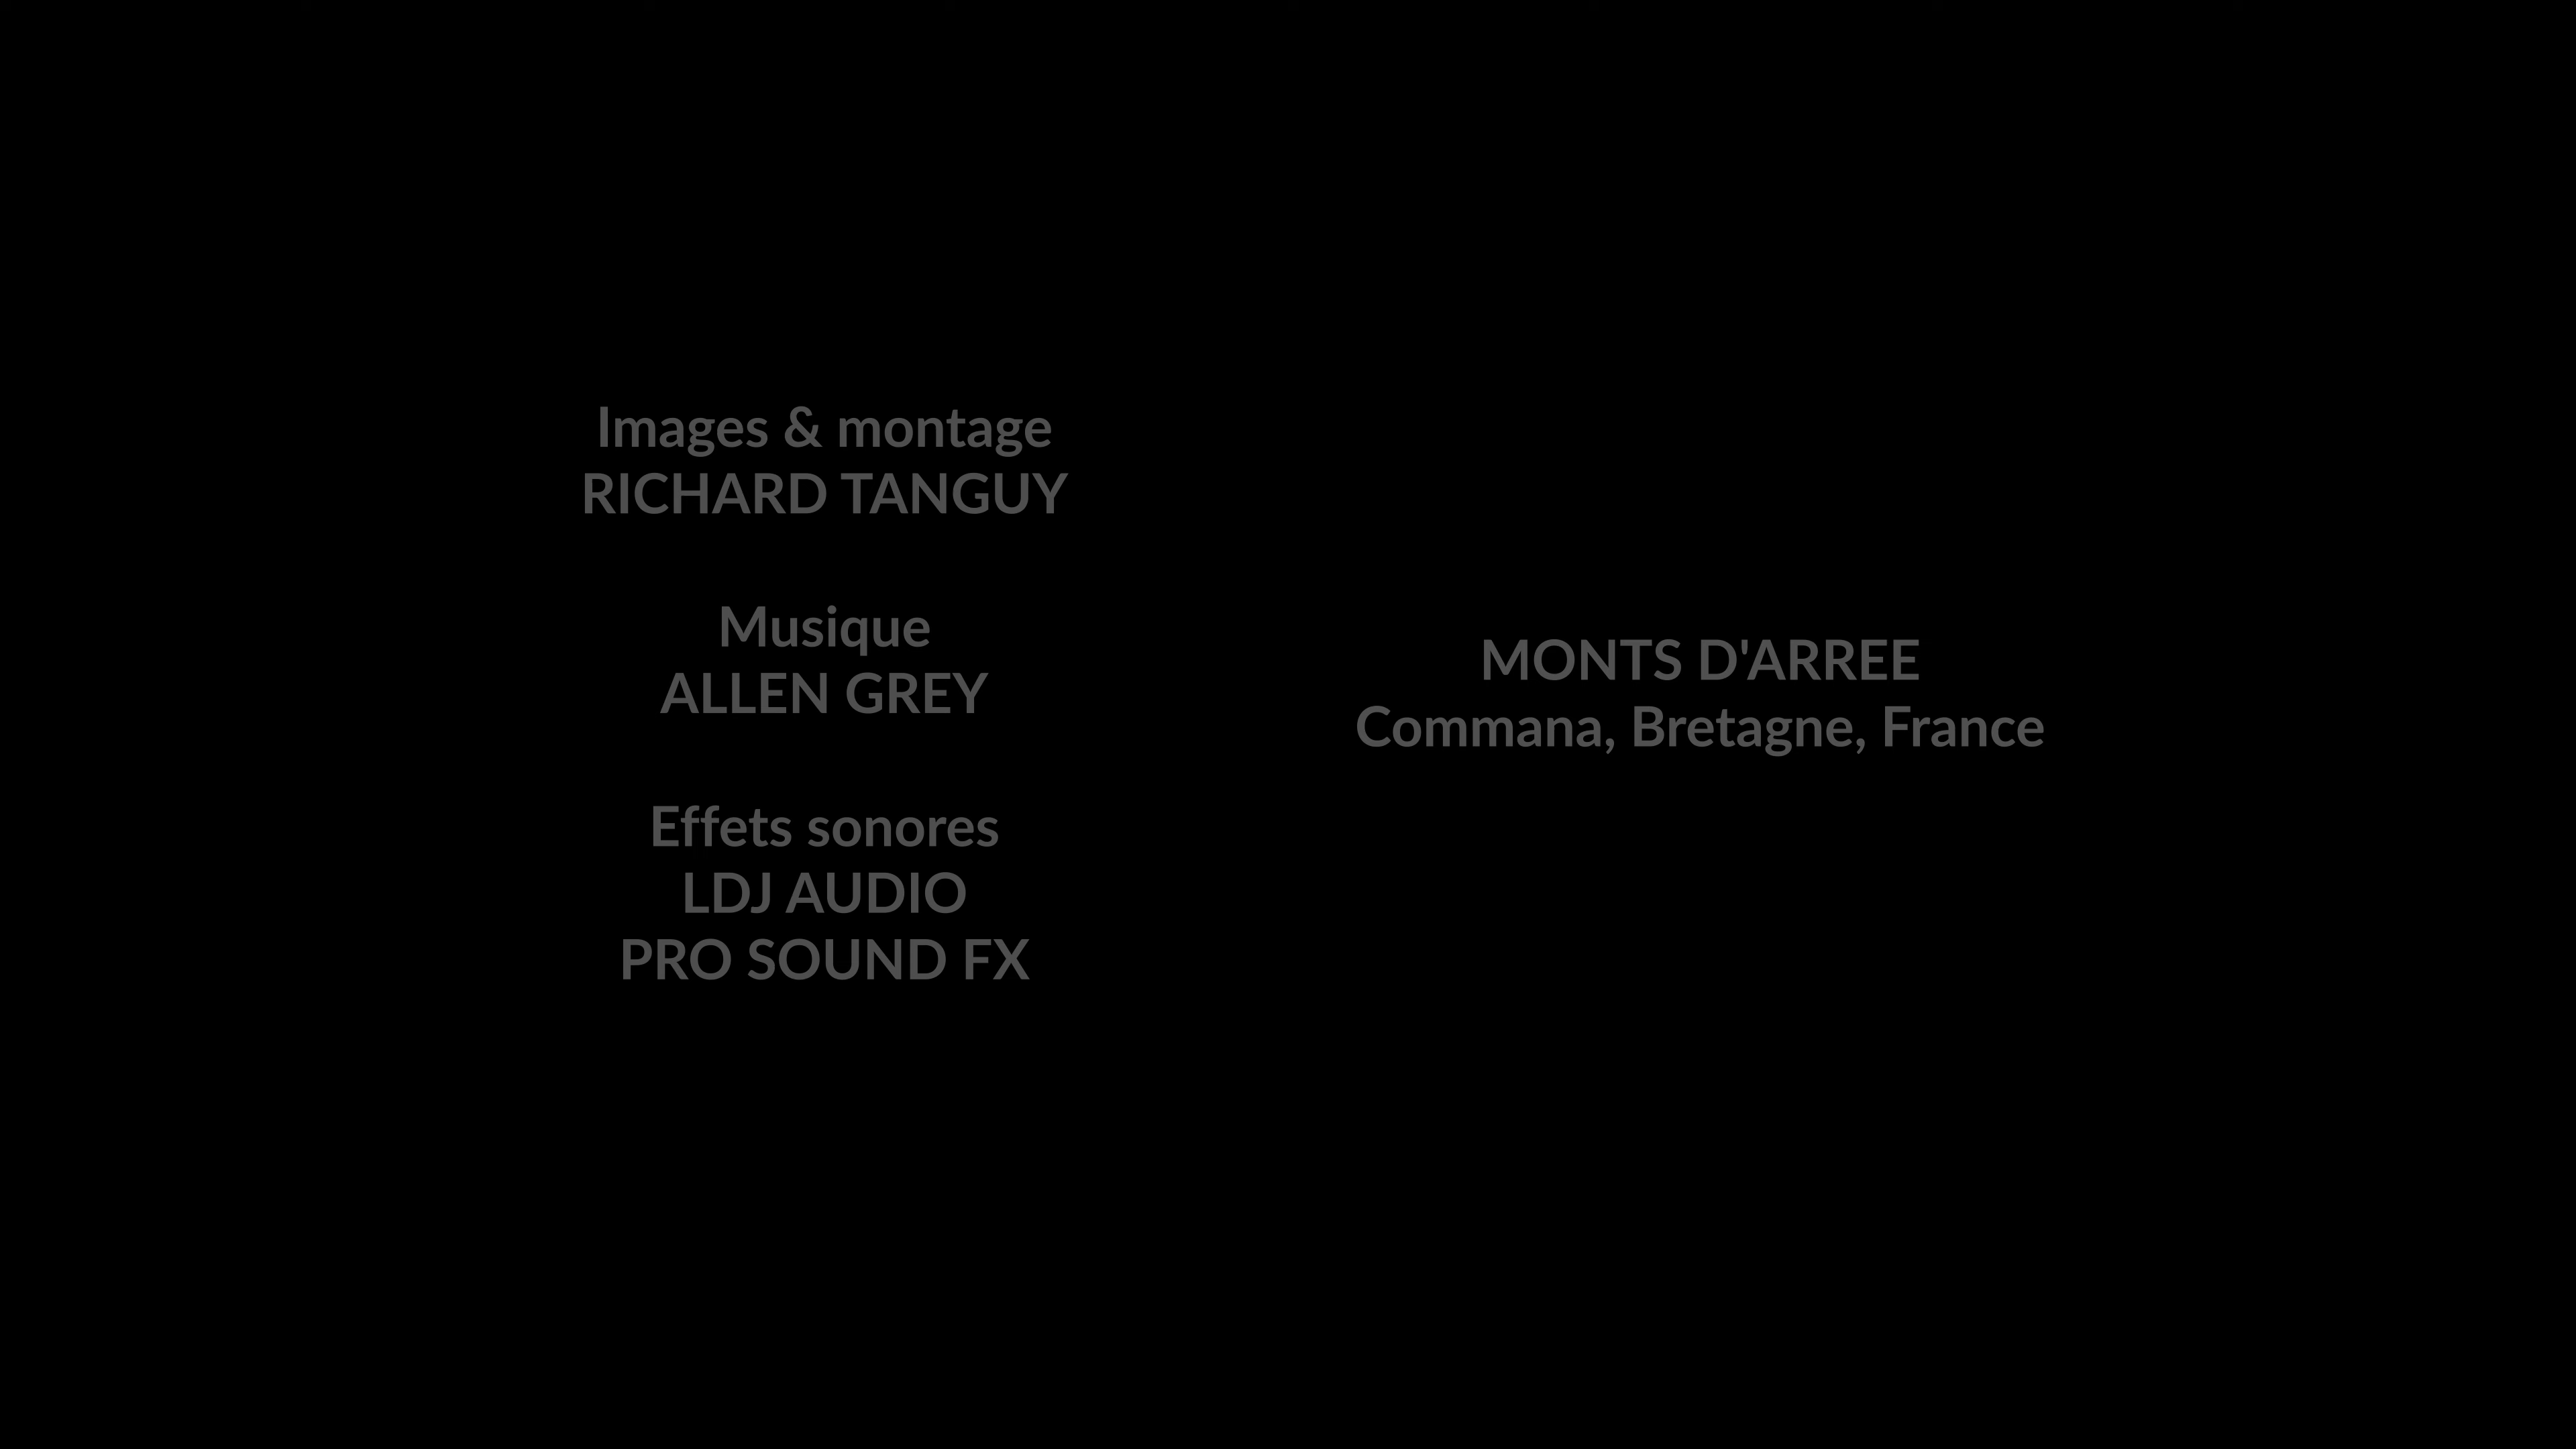 Images & montage
RICHARD TANGUY
Musique
ALLEN GREY
Effets sonores
LDJ AUDIO
PRO SOUND FX
MONTS D'ARREE
Commana, Bretagne, France